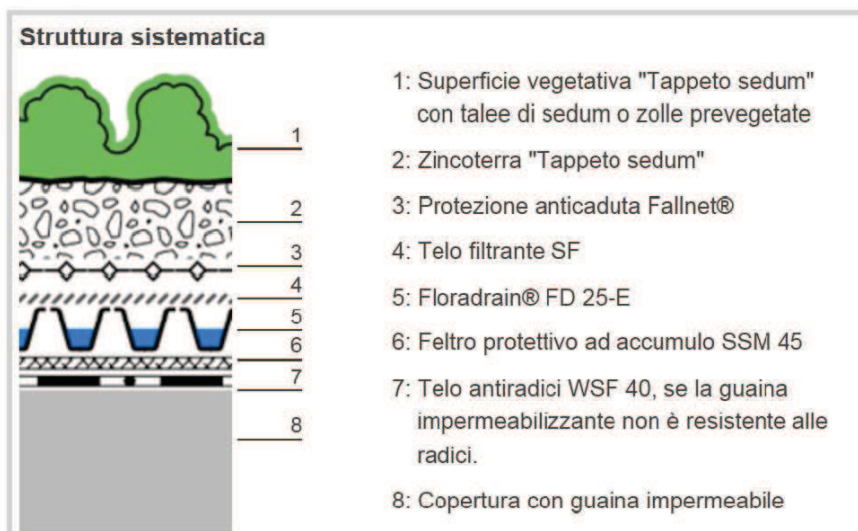 Struttura sistematica
1
2
3
4
5
6
7
8
1: Superficie vegetativa "Tappeto sedum"
con talee di sedum o zolle prevegetate
2: Zincoterra "Tappeto sedum"
3: Protezione anticaduta Fallnet®
4: Telo filtrante SF
5: Floradrain® FD 25-E
6: Feltro protettivo ad accumulo SSM 45
7: Telo antiradici WSF 40, se la guaina
impermeabilizzante non è resistente alle
radici.
8: Copertura con guaina impermeabile